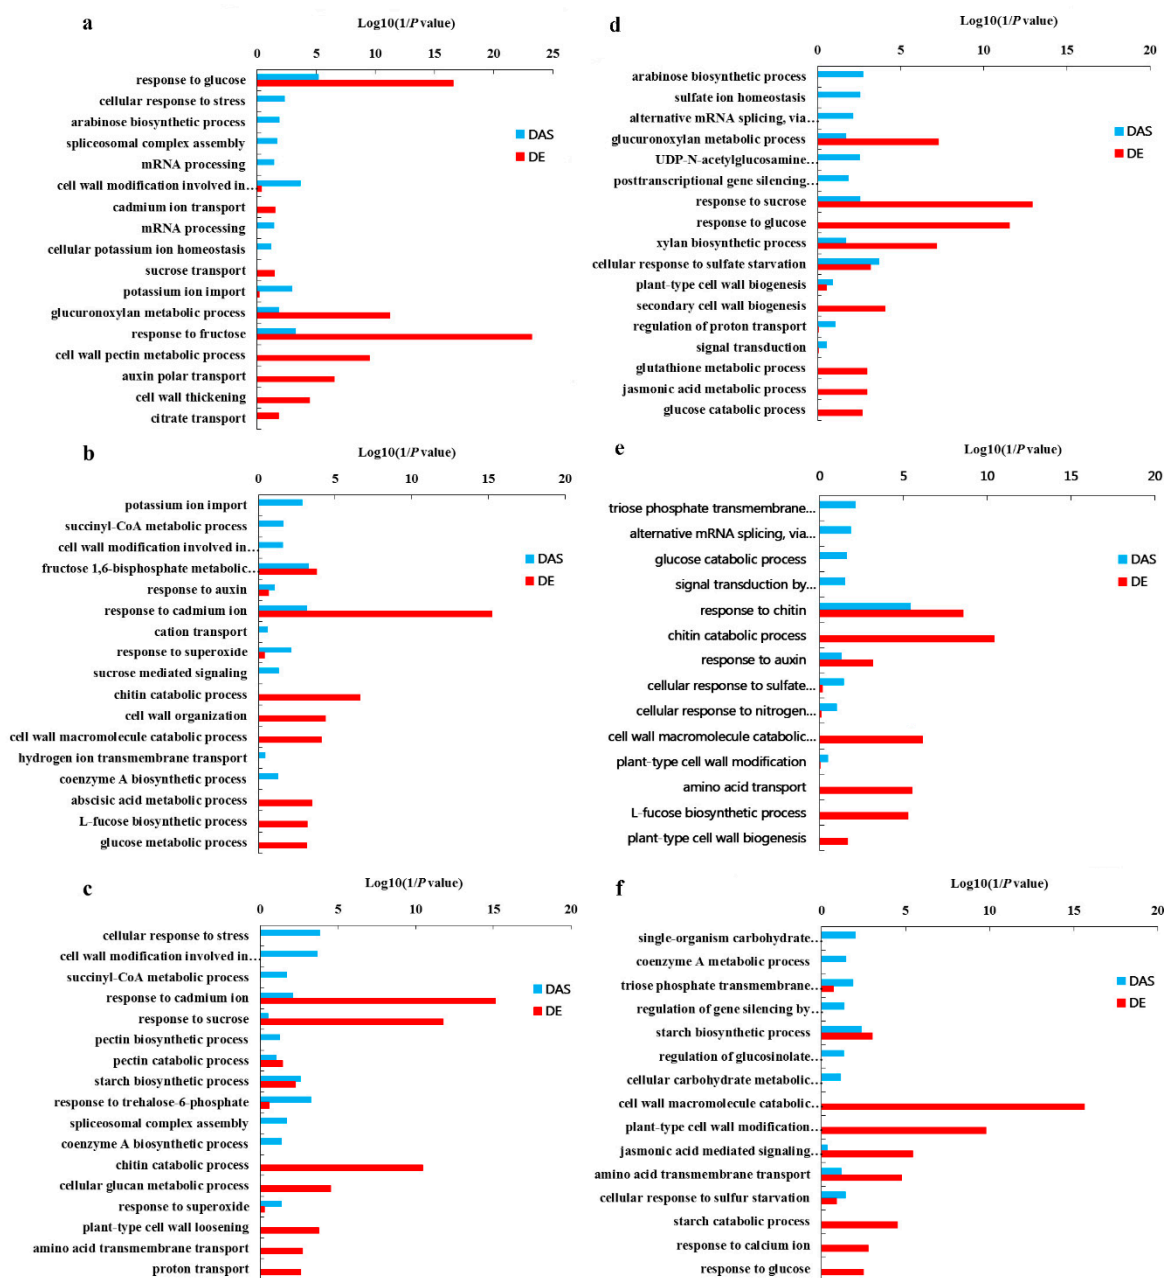 a
Log10(1/P value)
0 5 10 15 20 25
response to glucose
cellular response to stress
arabinose biosynthetic process
spliceosomal complex assembly
mRNA processing
cell wall modification involved in...
cadmium ion transport
mRNA processing
cellular potassium ion homeostasis
sucrose transport
potassium ion import
glucuronoxylan metabolic process
response to fructose
cell wall pectin metabolic process
auxin polar transport
cell wall thickening
citrate transport
DAS
DE
b
Log10(1/P value)
0 5 10 15 20
potassium ion import
succinyl-CoA metabolic process
cell wall modification involved in...
fructose 1,6-bisphosphate metabolic...
response to auxin
response to cadmium ion
cation transport
response to superoxide
sucrose mediated signaling
chitin catabolic process
cell wall organization
cell wall macromolecule catabolic process
hydrogen ion transmembrane transport
coenzyme A biosynthetic process
abscisic acid metabolic process
L-fucose biosynthetic process
glucose metabolic process
DAS
DE
c
Log10(1/P value)
0 5 10 15 20
cellular response to stress
cell wall modification involved in...
succinyl-CoA metabolic process
response to cadmium ion
response to sucrose
pectin biosynthetic process
pectin catabolic process
starch biosynthetic process
response to trehalose-6-phosphate
spliceosomal complex assembly
coenzyme A biosynthetic process
chitin catabolic process
cellular glucan metabolic process
response to superoxide
plant-type cell wall loosening
amino acid transmembrane transport
proton transport
DAS
DE
d
Log10(1/P value)
0 5 10 15 20
arabinose biosynthetic process
sulfate ion homeostasis
alternative mRNA splicing, via...
glucuronoxylan metabolic process
UDP-N-acetylglucosamine...
posttranscriptional gene silencing...
response to sucrose
response to glucose
xylan biosynthetic process
cellular response to sulfate starvation
plant-type cell wall biogenesis
secondary cell wall biogenesis
regulation of proton transport
signal transduction
glutathione metabolic process
jasmonic acid metabolic process
glucose catabolic process
DAS
DE
e
Log10(1/P value)
0 5 10 15 20
triose phosphate transmembrane...
alternative mRNA splicing, via...
glucose catabolic process
signal transduction by...
response to chitin
chitin catabolic process
response to auxin
cellular response to sulfate...
cellular response to nitrogen...
cell wall macromolecule catabolic...
plant-type cell wall modification
amino acid transport
L-fucose biosynthetic process
plant-type cell wall biogenesis
DAS
DE
f
Log10(1/P value)
0 5 10 15 20
single-organism carbohydrate...
coenzyme A metabolic process
triose phosphate transmembrane...
regulation of gene silencing by...
starch biosynthetic process
regulation of glucosinolate...
cellular carbohydrate metabolic...
cell wall macromolecule catabolic...
plant-type cell wall modification...
jasmonic acid mediated signaling...
amino acid transmembrane transport
cellular response to sulfur starvation
starch catabolic process
response to calcium ion
response to glucose
DAS
DE